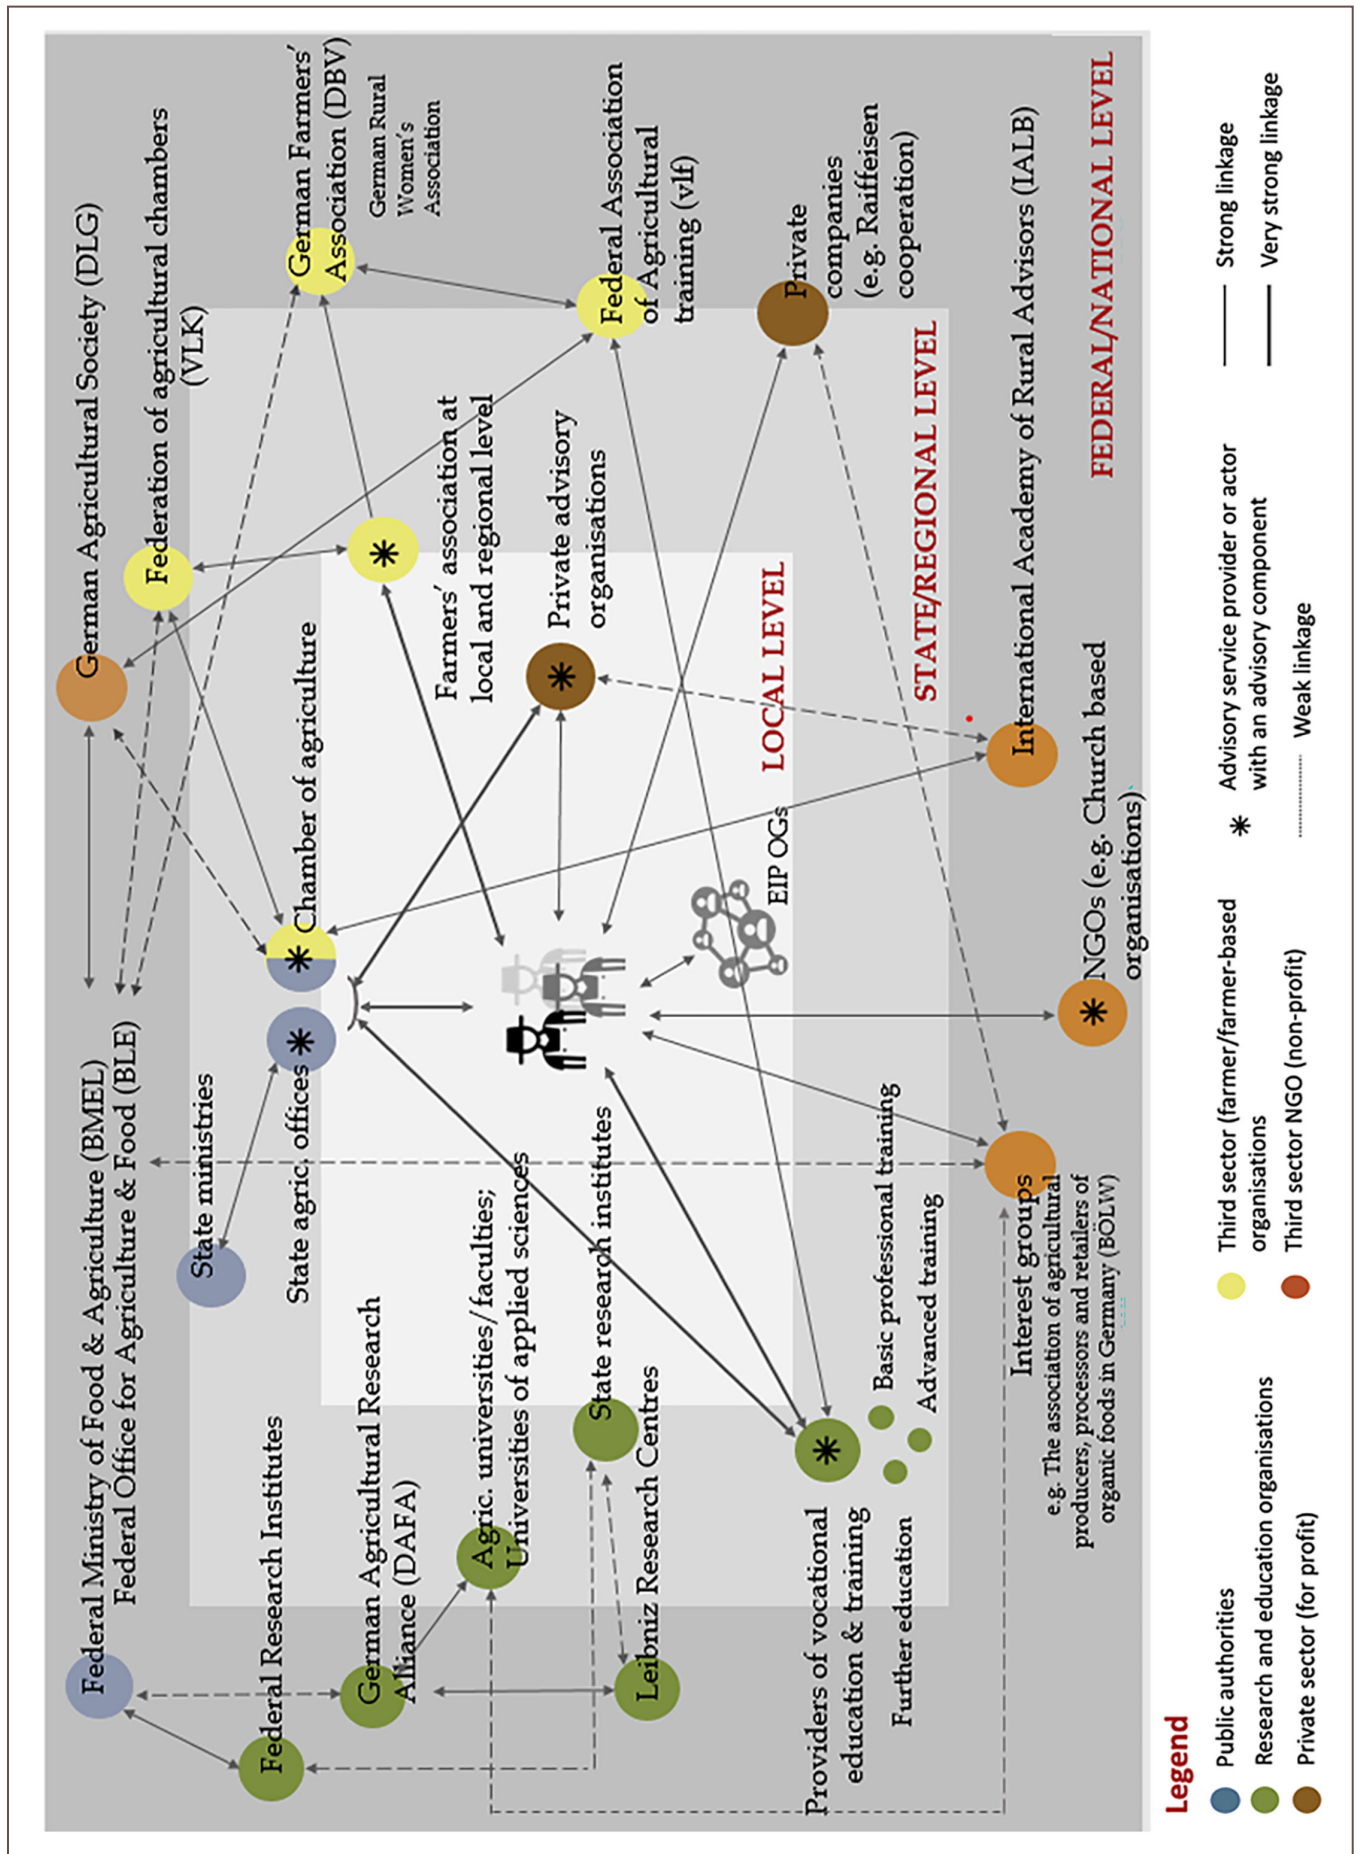 Federal Ministry of Food & Agriculture (BMEL)
Federal Office for Agriculture & Food (BLE)
German Agricultural Society (DLG)
Federation of agricultural chambers
(VLK)
State ministries
Federal Research Institutes
State agric. offices
Chamber of agriculture
German Farmers'
Association (DBV)
German Rural
Women's
Association
German Agricultural Research
Alliance (DAFA)
Farmers' association at
local and regional level
Agric. universities/faculties;
Universities of applied sciences
Private advisory
organisations
State research institutes
Federal Association
of Agricultural
training (vlf)
Leibniz Research Centres
LOCAL LEVEL
EIP OGs
Private
companies
(e.g. Raiffeisen
cooperation)
Providers of vocational
education & training
Basic professional training
Advanced training
Further education
STATE/REGIONAL LEVEL
International Academy of Rural Advisors (IALB)
Interest groups
e.g. The association of agricultural
producers, processors and retailers of
organic foods in Germany (BÖLW)
NGOs (e.g. Church based
organisations)
FEDERAL/NATIONAL LEVEL
Legend
Public authorities
Research and education organisations
Private sector (for profit)
Third sector (farmer/farmer-based
organisations
Third sector NGO (non-profit)
Advisory service provider or actor
with an advisory component
Weak linkage
Strong linkage
Very strong linkage